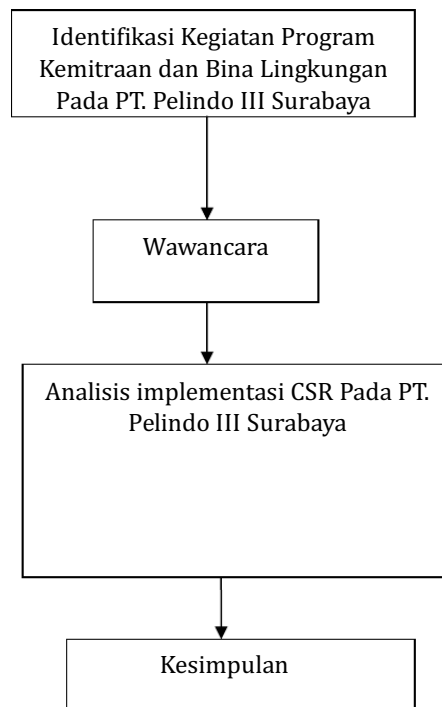 Identifikasi Kegiatan Program
Kemitraan dan Bina Lingkungan
Pada PT. Pelindo III Surabaya
Wawancara
Analisis implementasi CSR Pada PT.
Pelindo III Surabaya
Kesimpulan